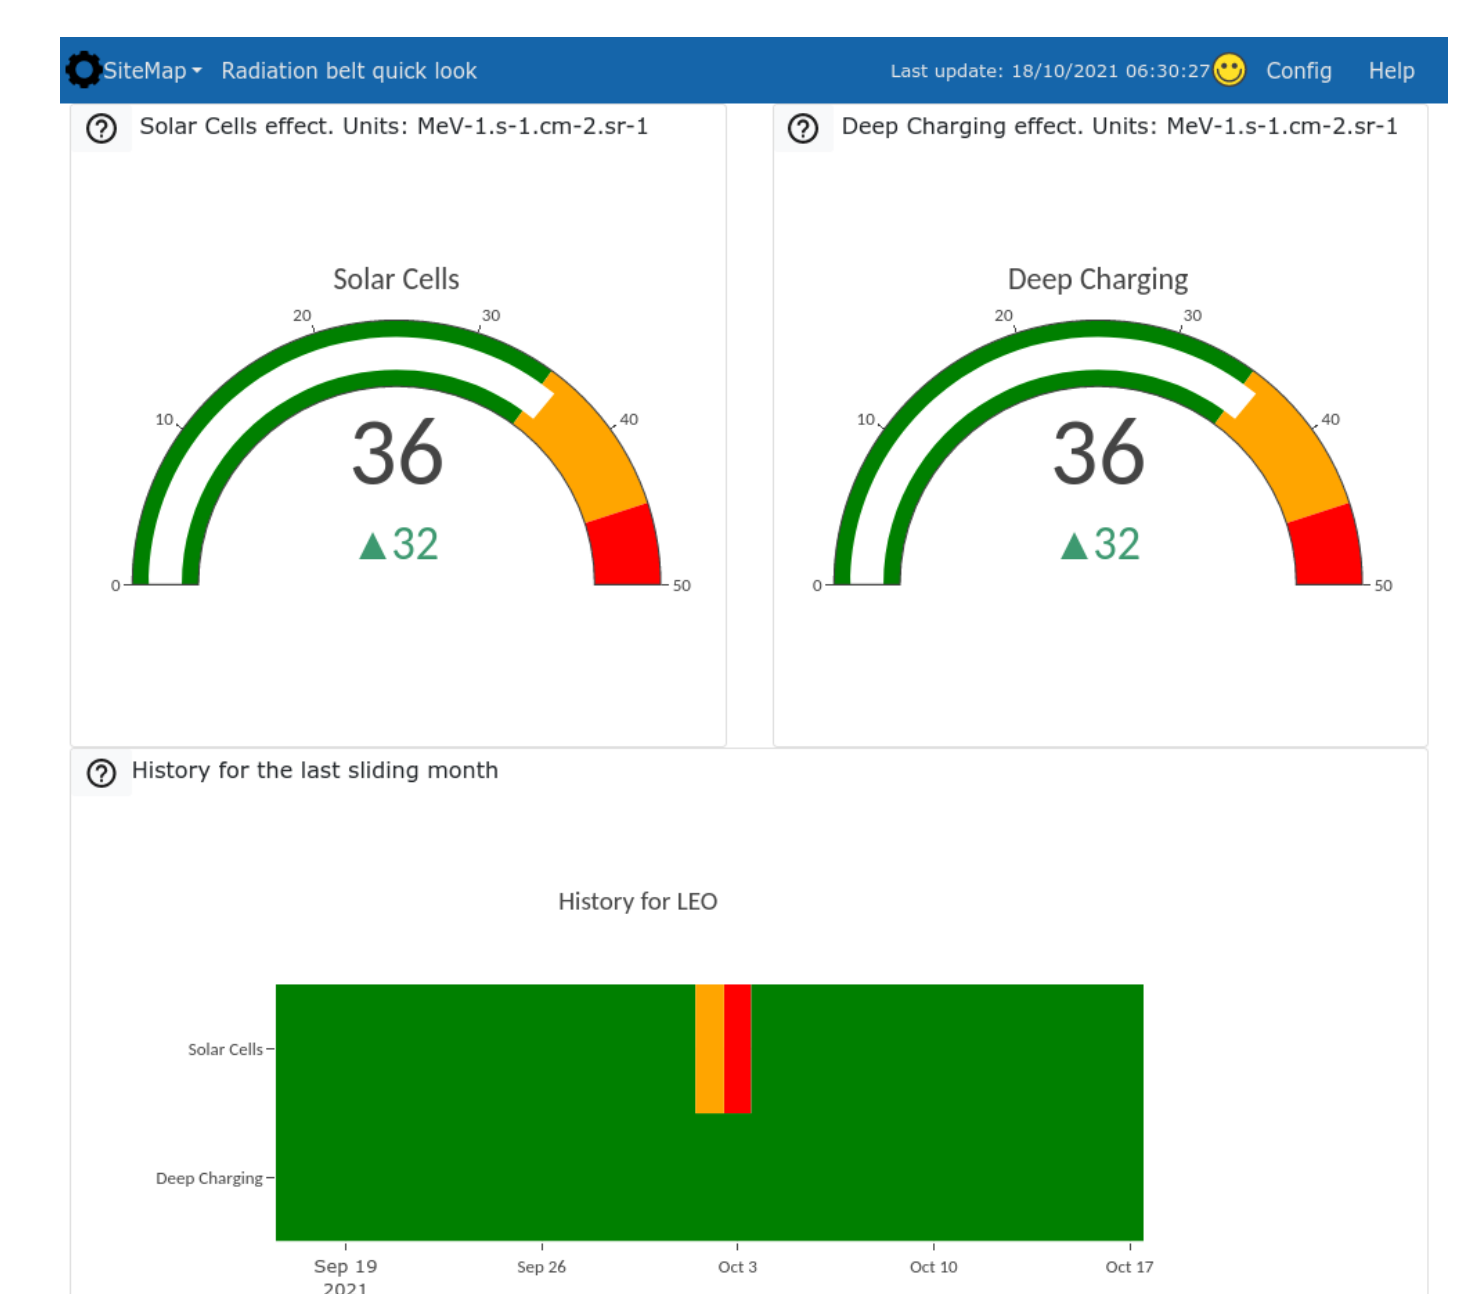 SiteMap Radiation belt quick look Last update: 18/10/2021 06:30:27 Config Help
Solar Cells effect. Units: MeV-1.s-1.cm-2.sr-1
Deep Charging effect. Units: MeV-1.s-1.cm-2.sr-1
Solar Cells
0
10
20
30
40
50
36
▲32
Deep Charging
0
10
20
30
40
50
36
▲32
History for the last sliding month
History for LEO
Solar Cells
Deep Charging
Sep 19 Sep 26 Oct 3 Oct 10 Oct 17
2021